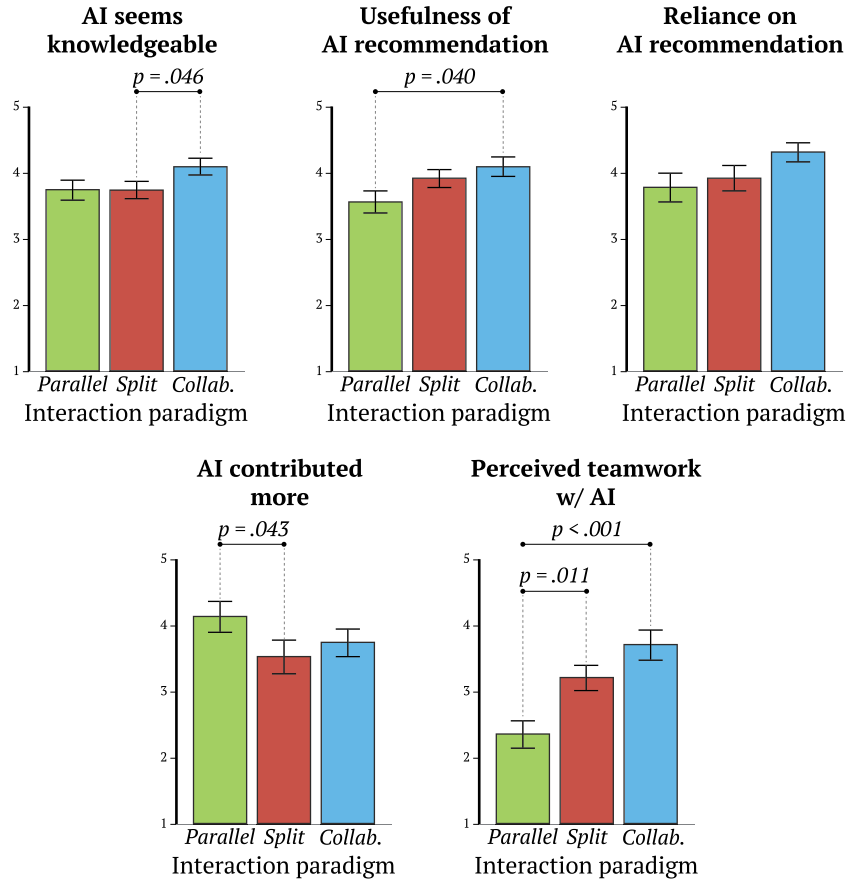 AI seems
knowledgeable
p = .046
5
4
3
2
1
Parallel Split Collab.
Interaction paradigm
Usefulness of
AI recommendation
p = .040
5
4
3
2
1
Parallel Split Collab.
Interaction paradigm
Reliance on
AI recommendation
5
4
3
2
1
Parallel Split Collab.
Interaction paradigm
AI contributed
more
p = .043
5
4
3
2
1
Parallel Split Collab.
Interaction paradigm
Perceived teamwork
w/ AI
p < .001
p = .011
5
4
3
2
1
Parallel Split Collab.
Interaction paradigm